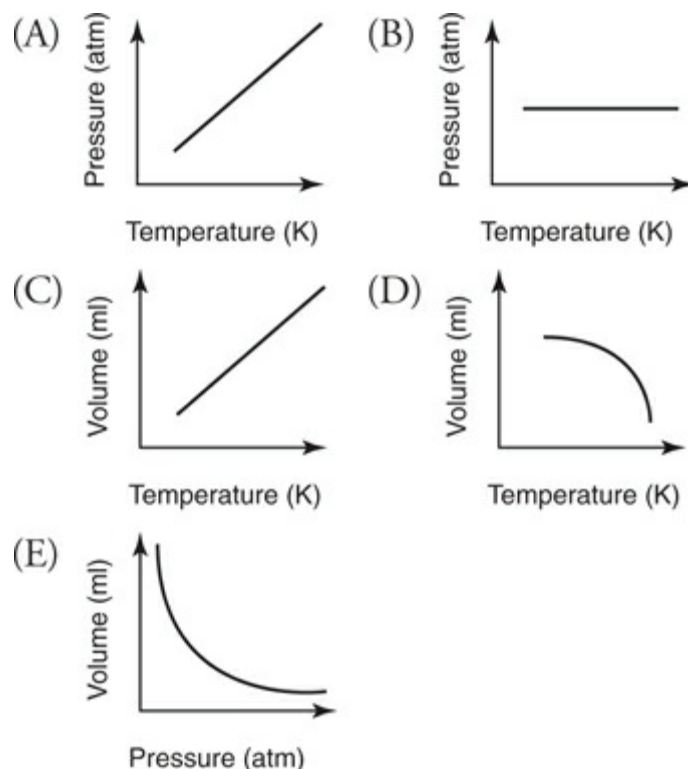 (A)
Pressure (atm)
Temperature (K)
(B)
Pressure (atm)
Temperature (K)
(C)
Volume (ml)
Temperature (K)
(D)
Volume (ml)
Temperature (K)
(E)
Volume (ml)
Pressure (atm)